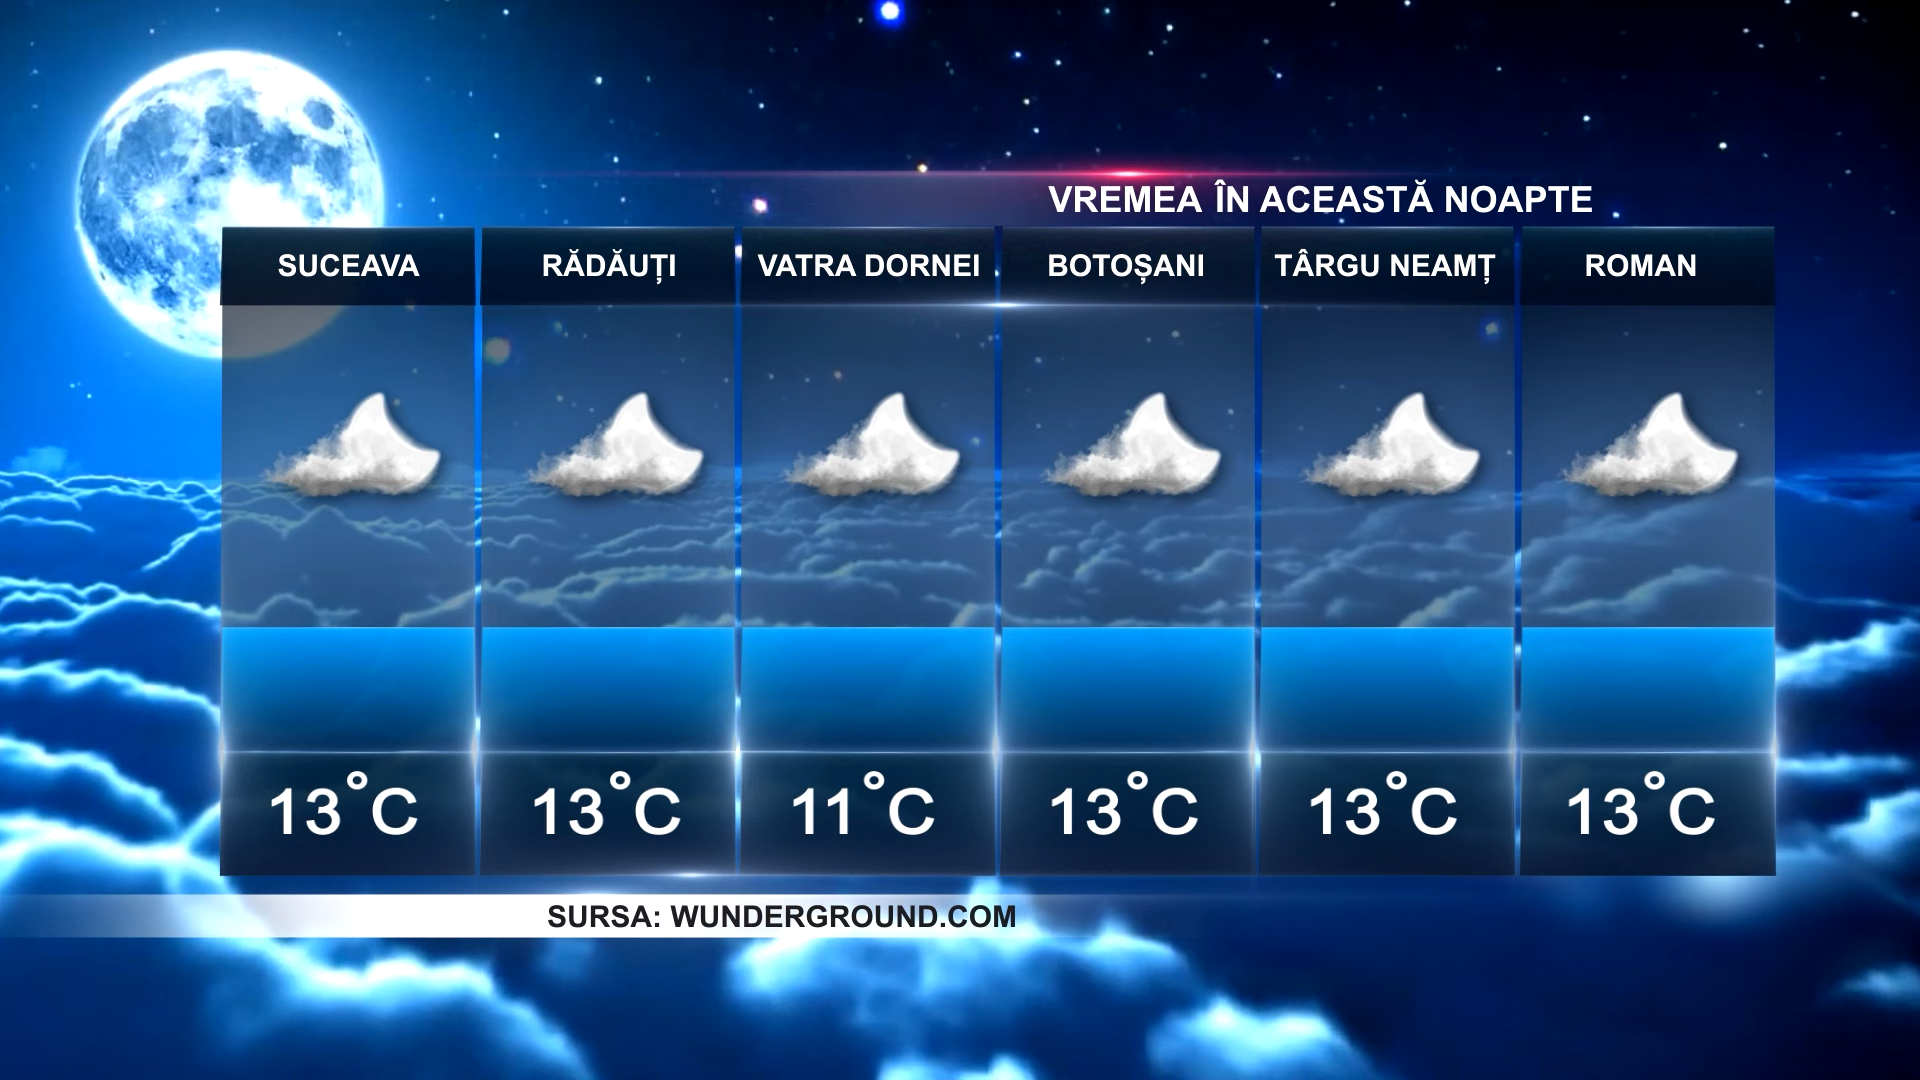 VREMEA ÎN ACEASTĂ NOAPTE
SUCEAVA RĂDĂUȚI VATRA DORNEI BOTOȘANI TÂRGU NEAMȚ ROMAN
13°C 13°C 11°C 13°C 13°C 13°C
SURSA: WUNDERGROUND.COM